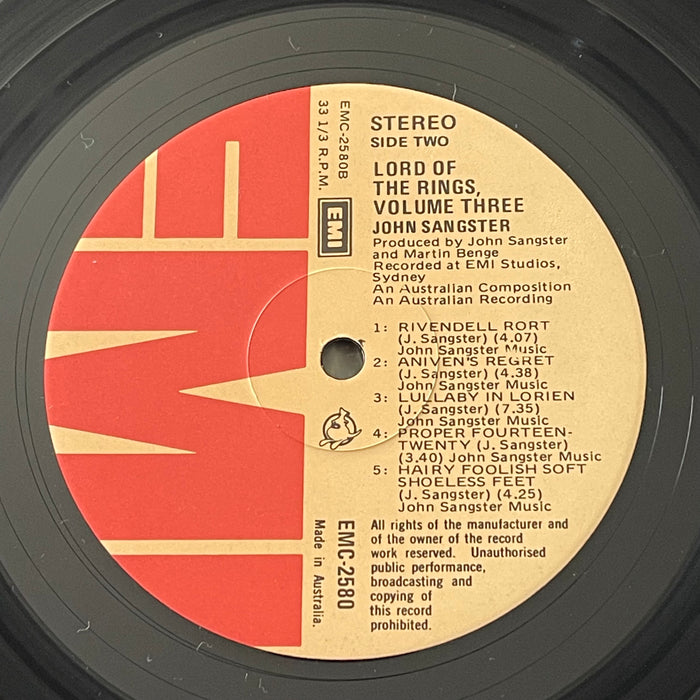 STEREO
SIDE TWO
LORD OF
THE RINGS,
VOLUME THREE
JOHN SANGSTER
Produced by John Sangster
and Martin Benge
Recorded at EMI Studios,
Sydney
An Australian Composition
An Australian Recording
1: RIVENDELL RORT
(J. Sangster) (4.07)
John Sangster Music
2: ANIVEN'S REGRET
(J. Sangster) (4.38)
John Sangster Music
3: LULLABY IN LORIEN
(J. Sangster) (7.35)
John Sangster Music
4: PROPER FOURTEEN-
TWENTY (J. Sangster)
(3.40) John Sangster Music
5: HAIRY FOOLISH SOFT
SHOELESS FEET
(J. Sangster) (4.25)
John Sangster Music
All rights of the manufacturer and
of the owner of the record
work reserved. Unauthorised
public performance,
broadcasting and
copying of
this record
prohibited.
EMC-2580B
33 1/3 R.P.M.
EMI
EMC-2580
Made in Australia.
EMI